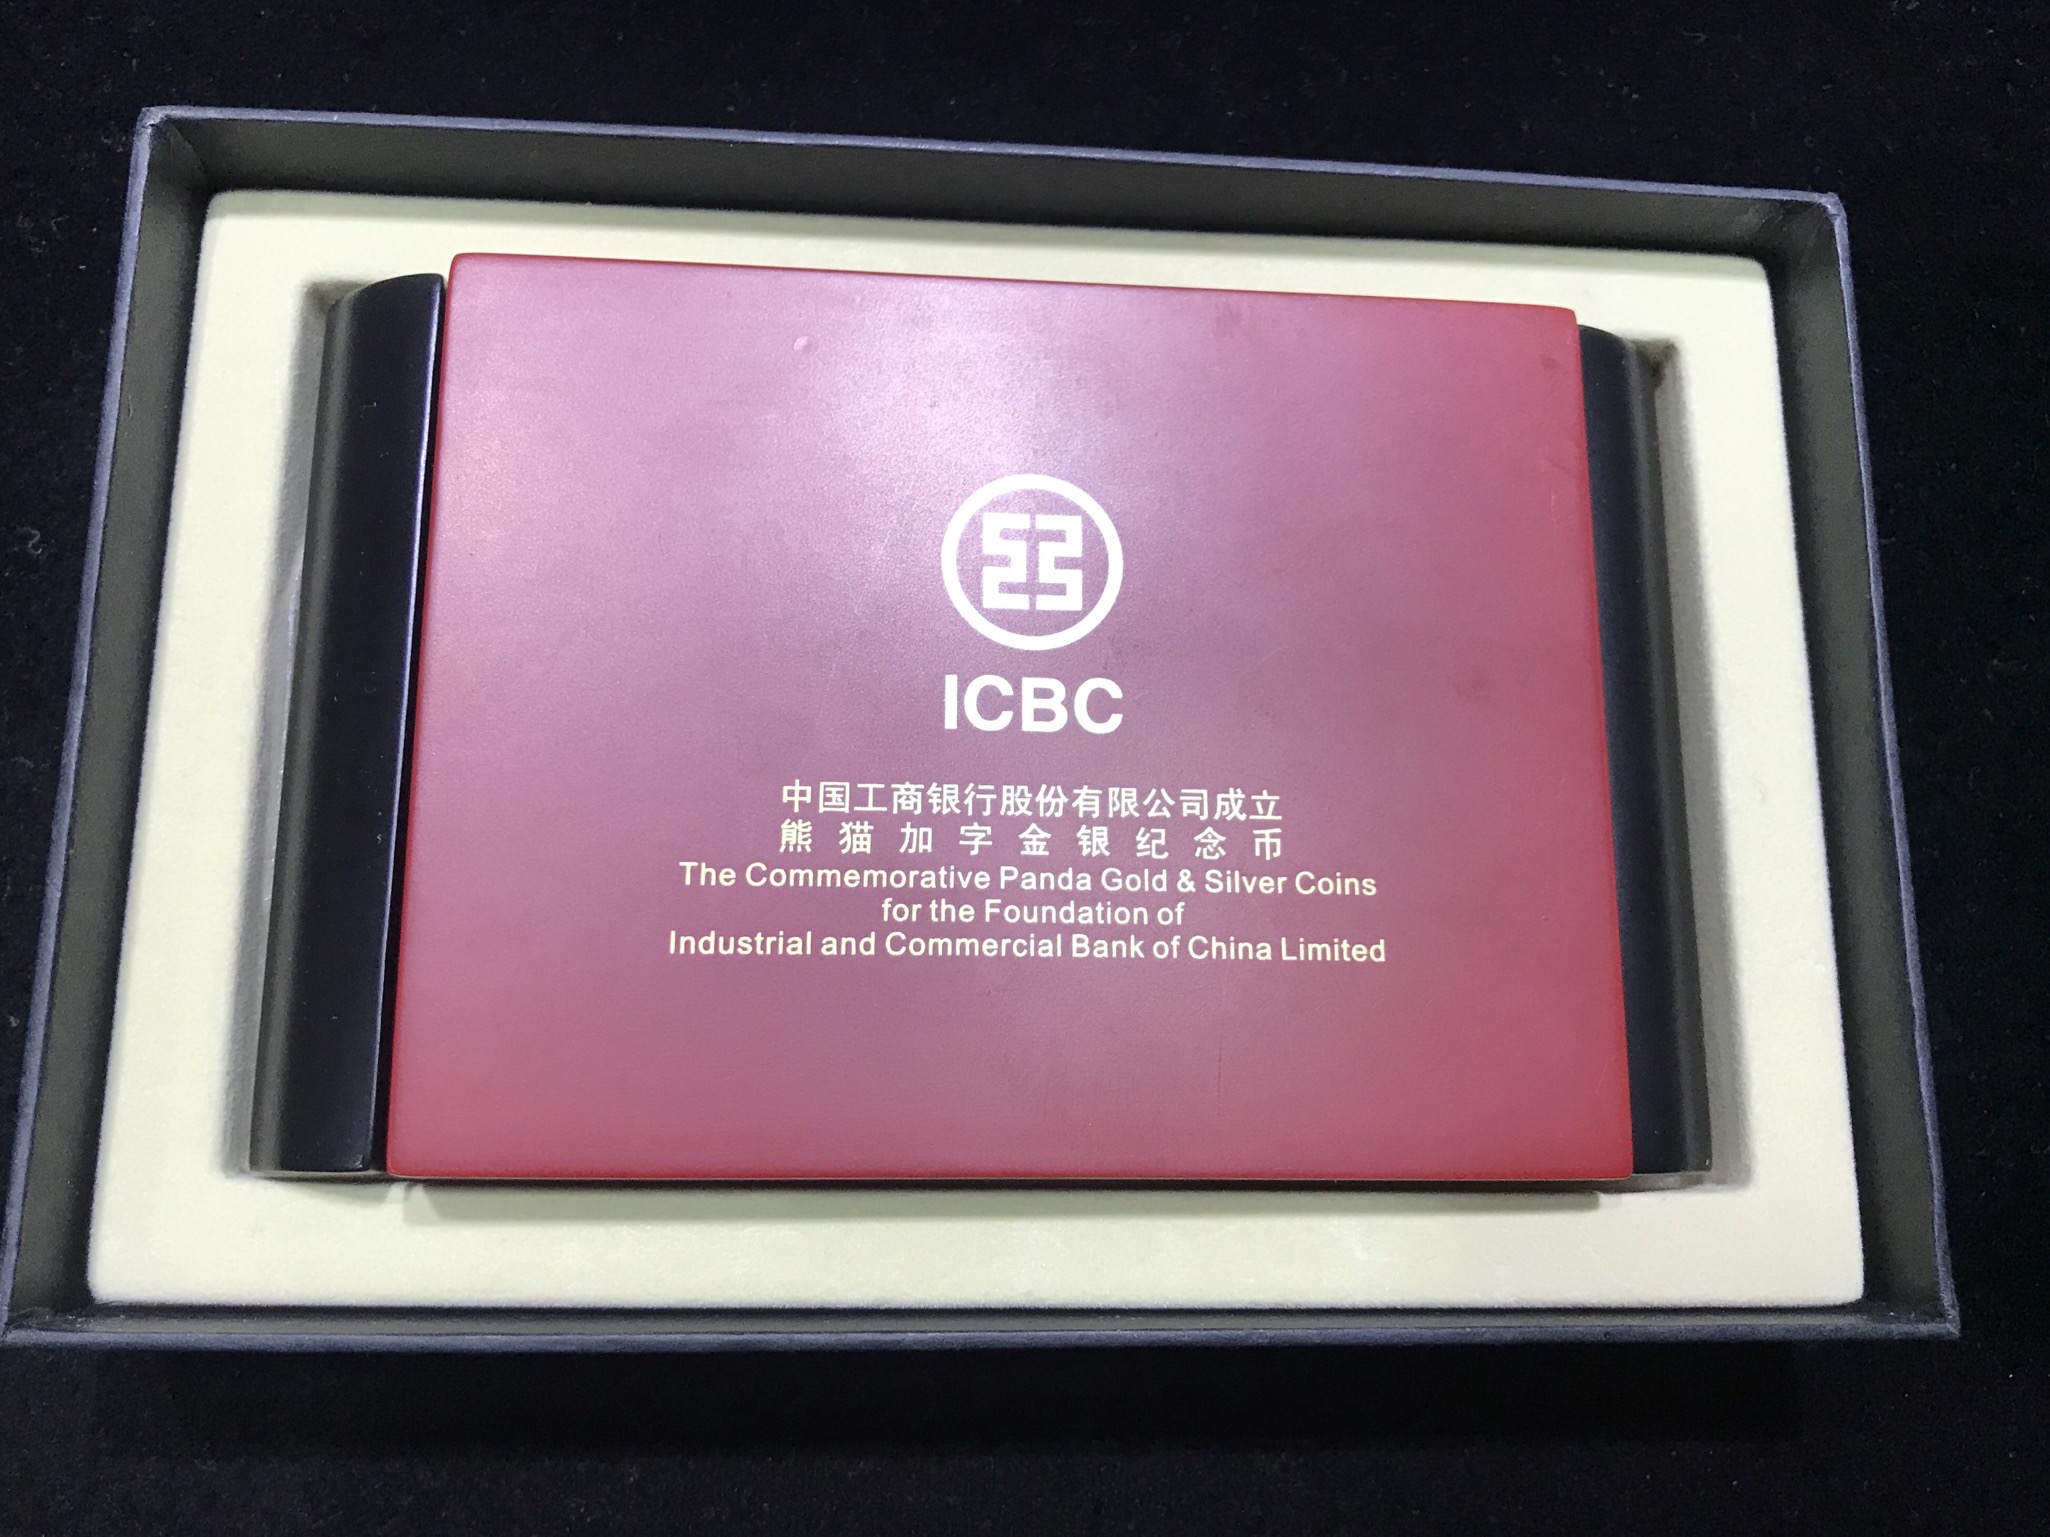 ICBC
中国工商银行股份有限公司成立
熊猫加字金银纪念币
The Commemorative Panda Gold & Silver Coins
for the Foundation of
Industrial and Commercial Bank of China Limited